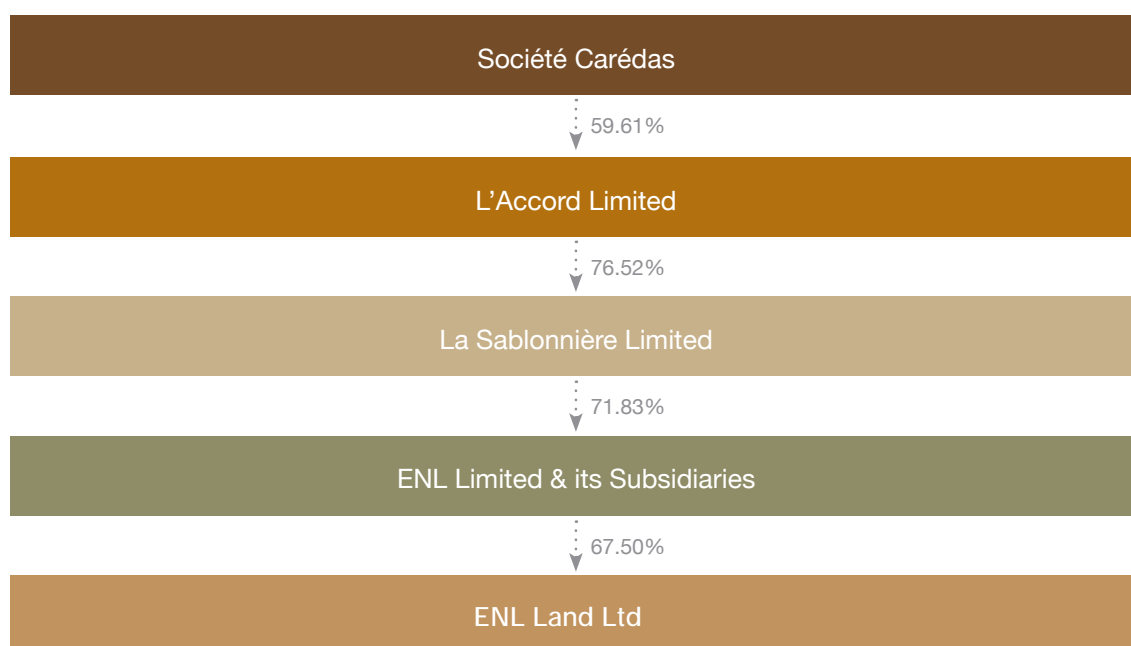 Société Carédas
59.61%
L’Accord Limited
76.52%
La Sablonnière Limited
71.83%
ENL Limited & its Subsidiaries
67.50%
ENL Land Ltd